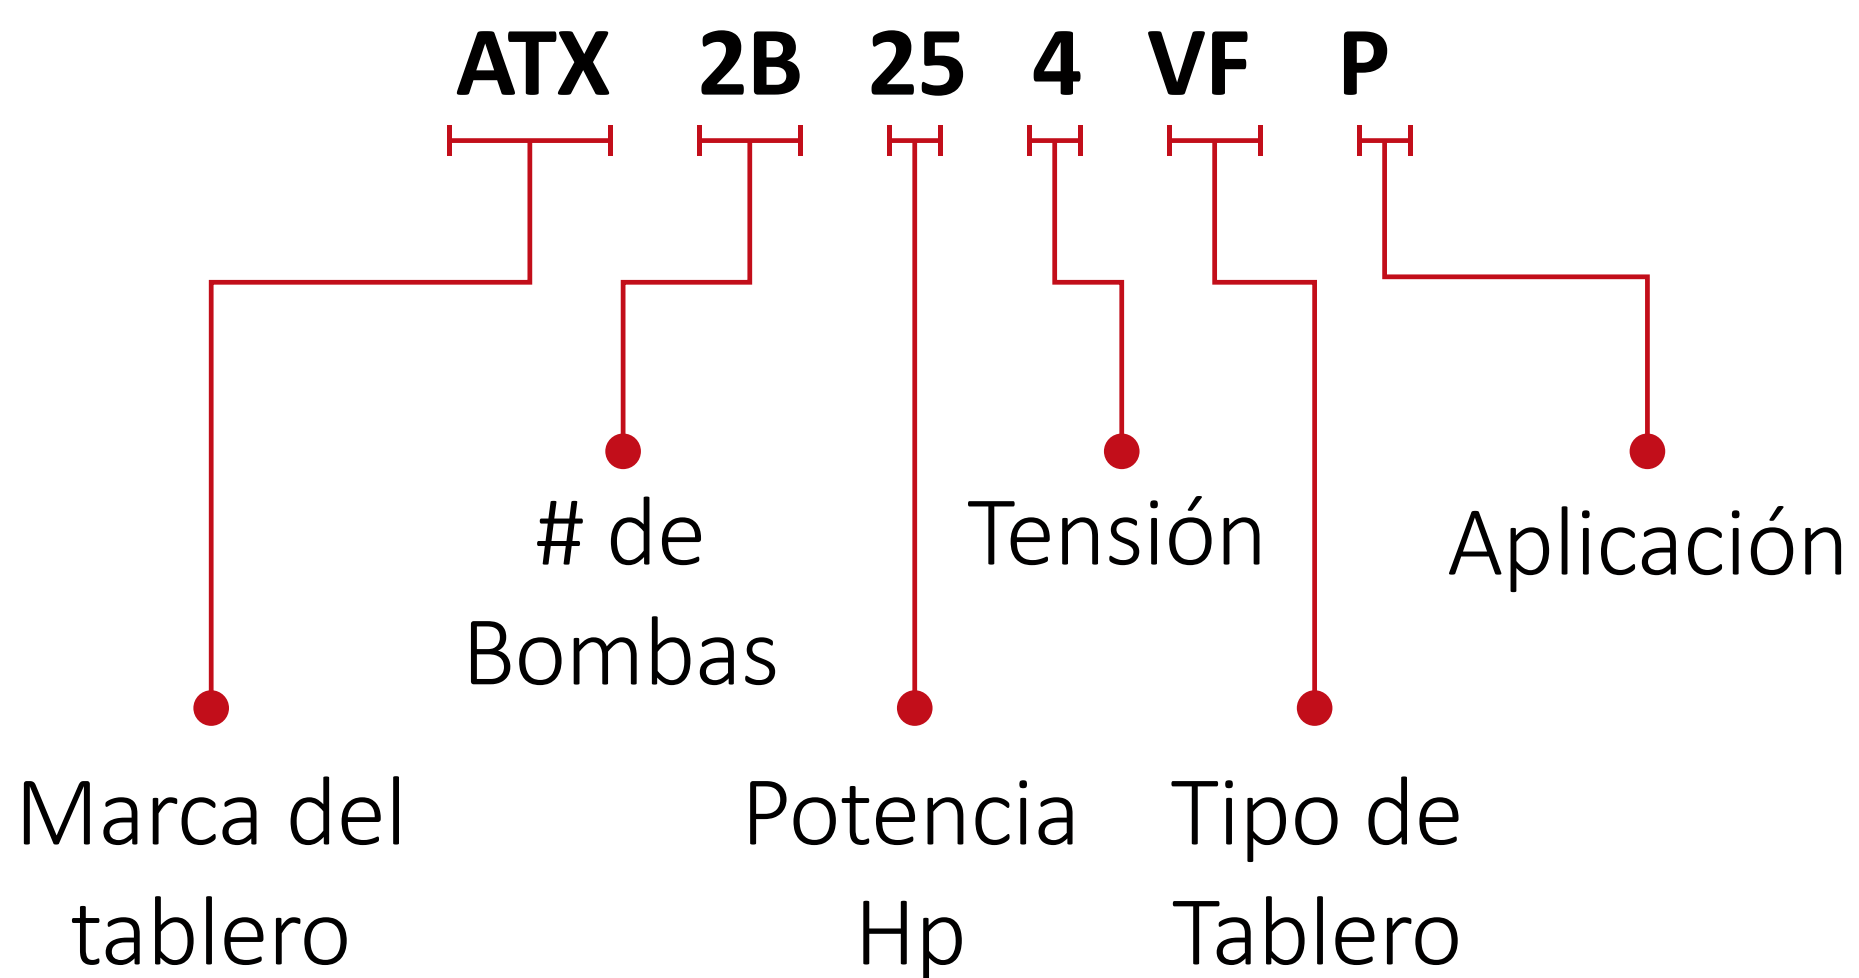 ATX 2B 25 4 VF P
# de
Bombas
Tensión
Aplicación
Marca del
tablero
Potencia
Hp
Tipo de
Tablero